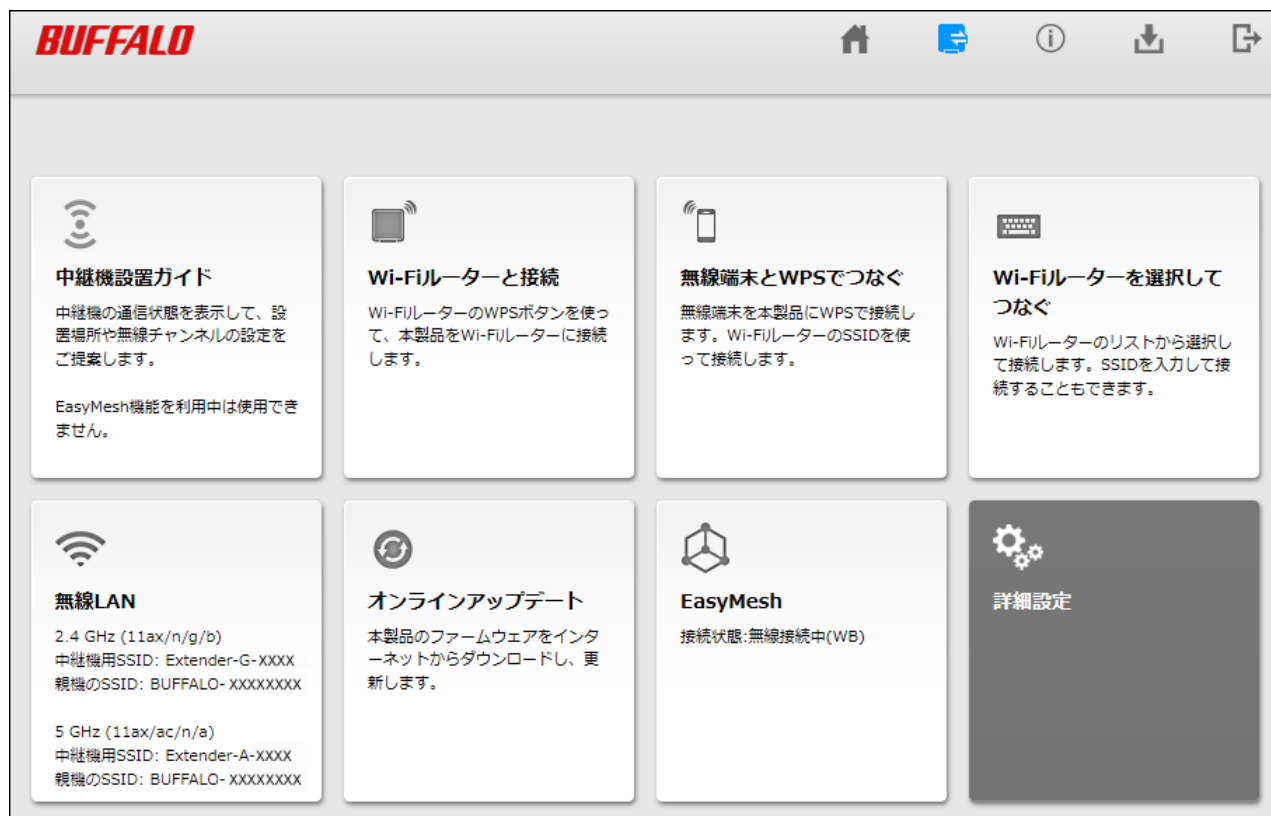 BUFFALO
中継機設置ガイド
中継機の通信状態を表示して、設
置場所や無線チャンネルの設定を
ご提案します。
EasyMesh機能を利用中は使用でき
ません。
Wi-Fiルーターと接続
Wi-FiルーターのWPSボタンを使っ
て、本製品をWi-Fiルーターに接続
します。
無線端末とWPSでつなぐ
無線端末を本製品にWPSで接続し
ます。Wi-FiルーターのSSIDを使
って接続します。
Wi-Fiルーターを選択して
つなぐ
Wi-Fiルーターのリストから選択し
て接続します。SSIDを入力して接
続することもできます。
無線LAN
2.4 GHz (11ax/n/g/b)
中継機用SSID: Extender-G-XXXX
親機のSSID: BUFFALO- XXXXXXXX
5 GHz (11ax/ac/n/a)
中継機用SSID: Extender-A-XXXX
親機のSSID: BUFFALO- XXXXXXXX
オンラインアップデート
本製品のファームウェアをインタ
ーネットからダウンロードし、更
新します。
EasyMesh
接続状態:無線接続中(WB)
詳細設定